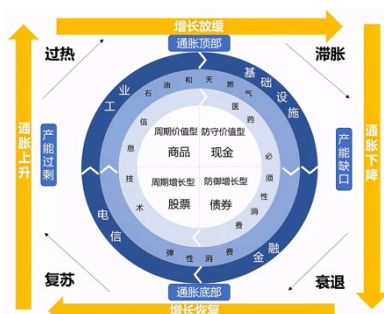 增长放缓
通胀顶部
过热
滞胀
工业
石油和天然气
基础设施
信息技术
医药
通胀上升
产能过剩
周期价值型
防守价值型
商品
现金
产能缺口
通胀下降
周期增长型
防御增长型
股票
债券
必须性消费
电信
弹性消费
金融
复苏
衰退
通胀底部
增长恢复